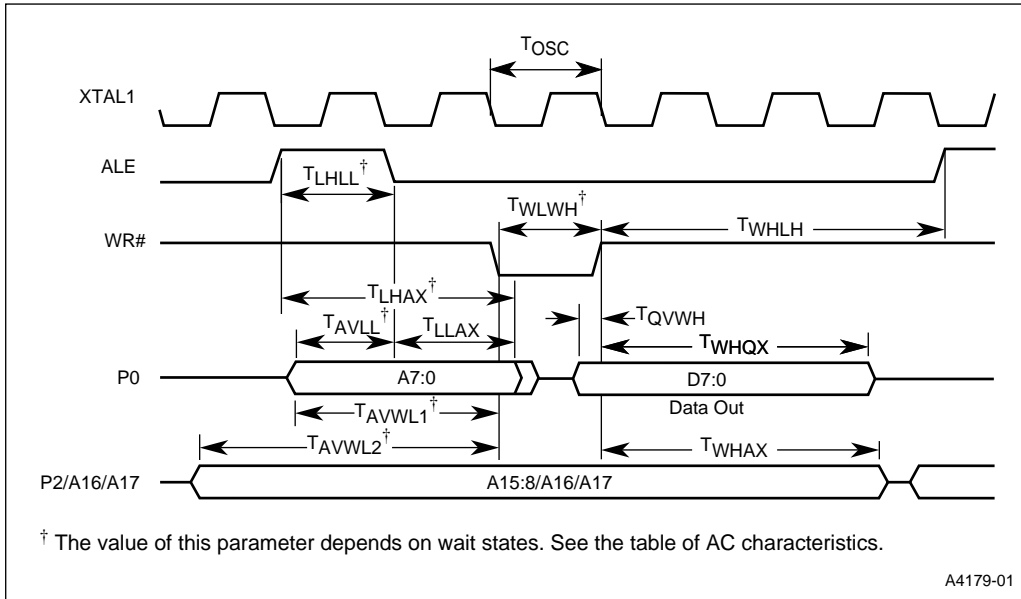 TOSC
XTAL1
ALE
TLHLL†
TWLWH†
TWHLH
WR#
TLHAX†
TAVLL†
TLLAX
TQVWH
TWHQX
P0
A7:0
D7:0
Data Out
TAVWL1†
TAVWL2†
TWHAX
P2/A16/A17
A15:8/A16/A17
† The value of this parameter depends on wait states. See the table of AC characteristics.
A4179-01